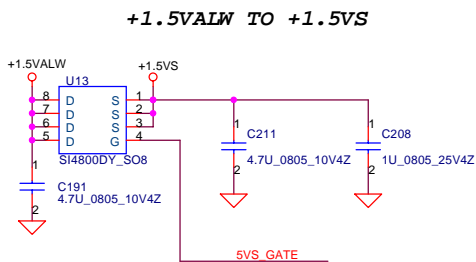 +1.5VALW TO +1.5VS
+1.5VALW
+1.5VS
U13
8 D S 1
7 D S 2
6 D S 3
5 D G 4
SI4800DY_SO8
1
C191
4.7U_0805_10V4Z
2
1
C211
4.7U_0805_10V4Z
2
1
C208
1U_0805_25V4Z
2
5VS_GATE